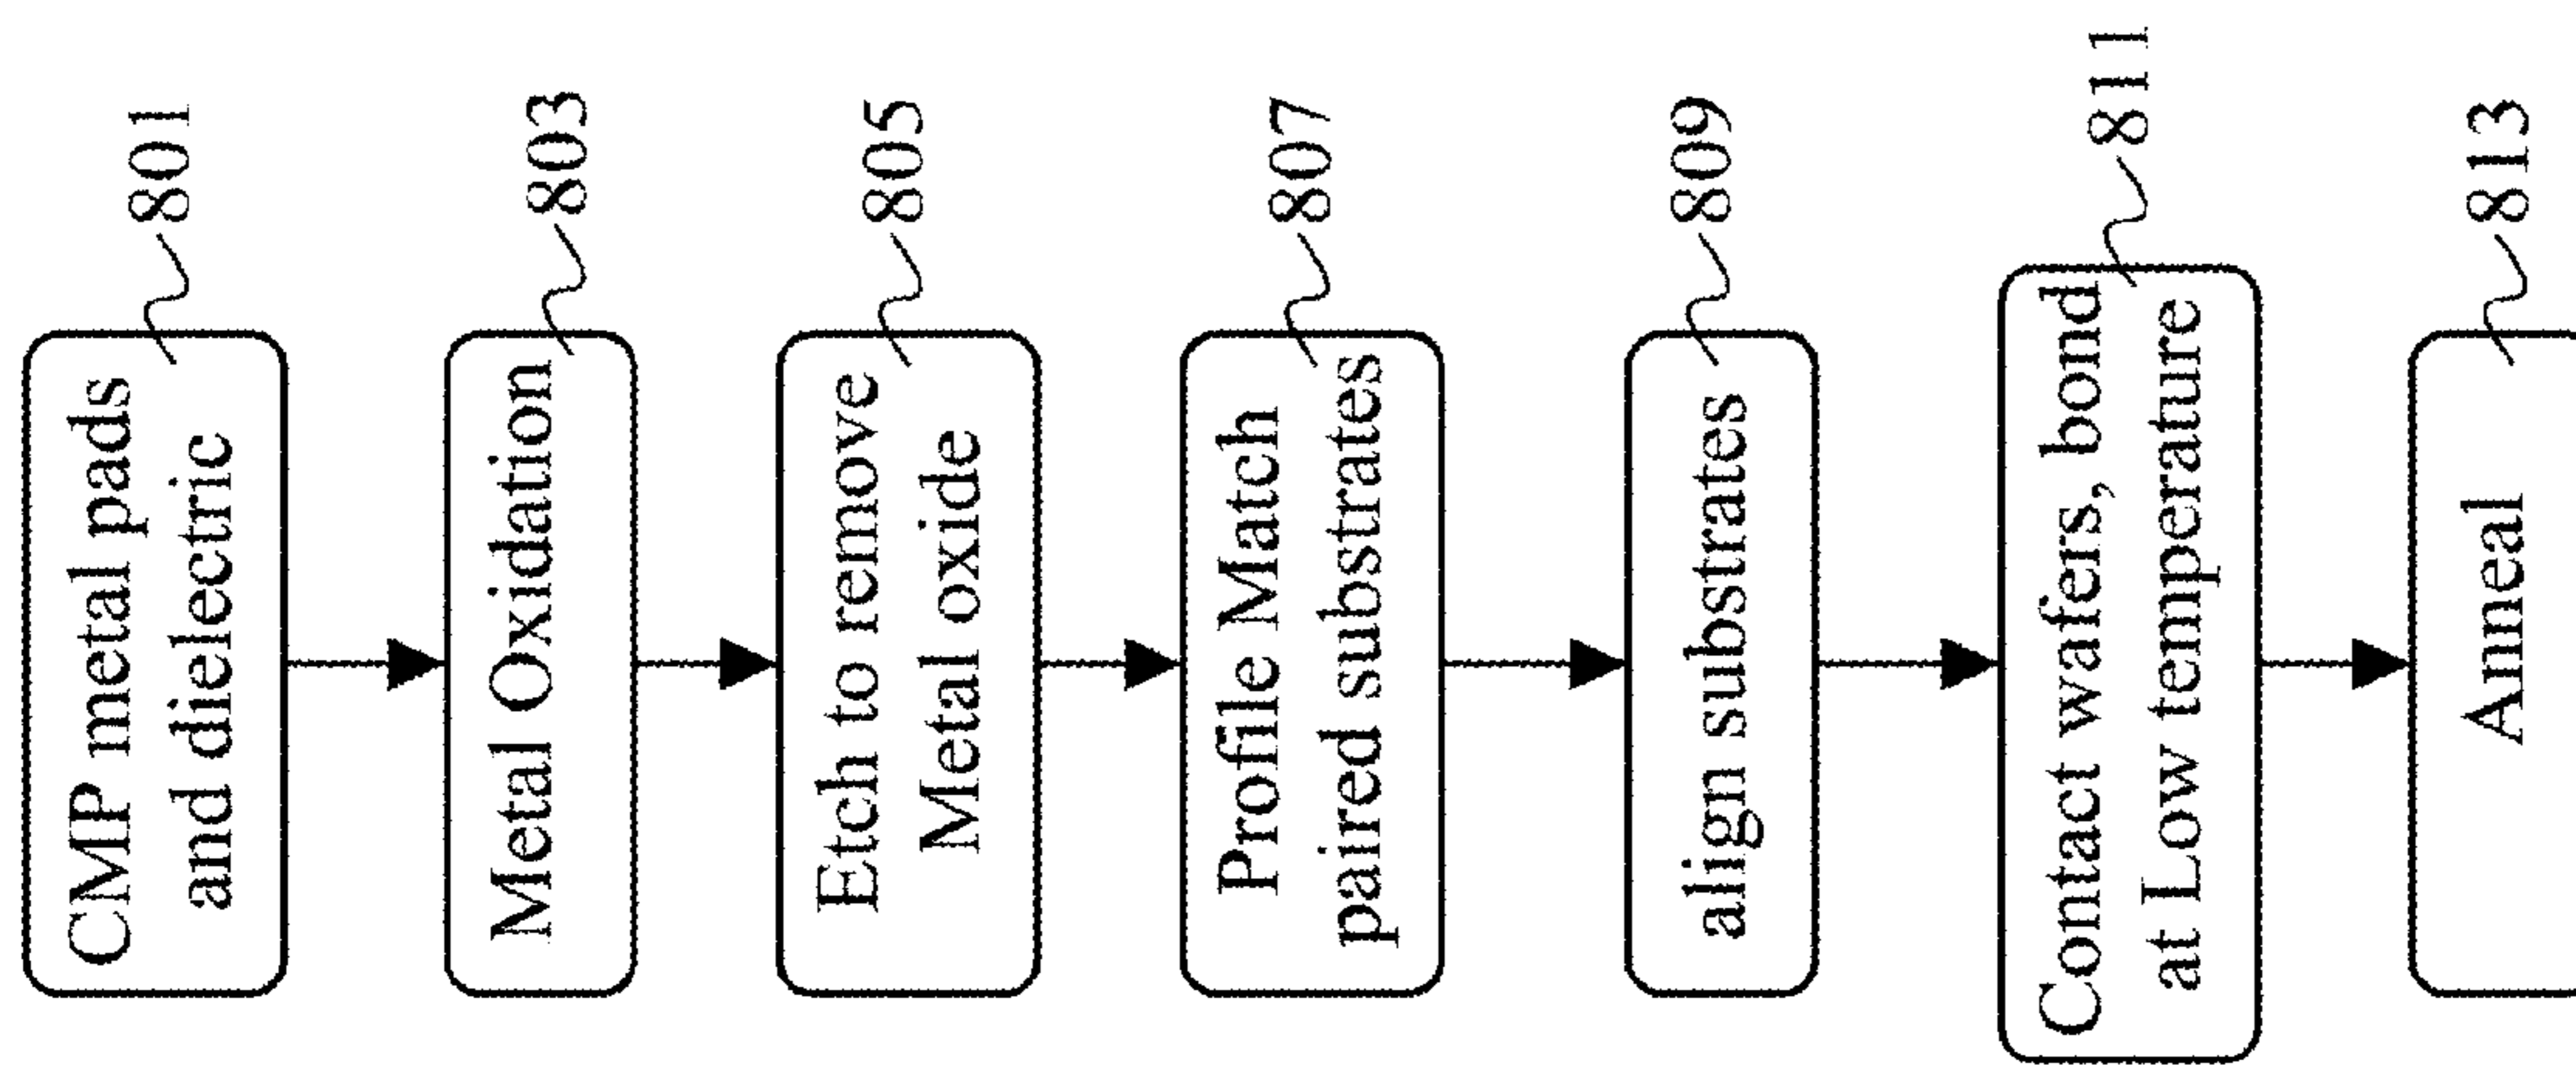 CMP metal pads
and dielectric
801
Metal Oxidation
803
Etch to remove
Metal oxide
805
Profile Match
paired substrates
807
align substrates
809
Contact wafers, bond
at Low temperature
811
Anneal
813